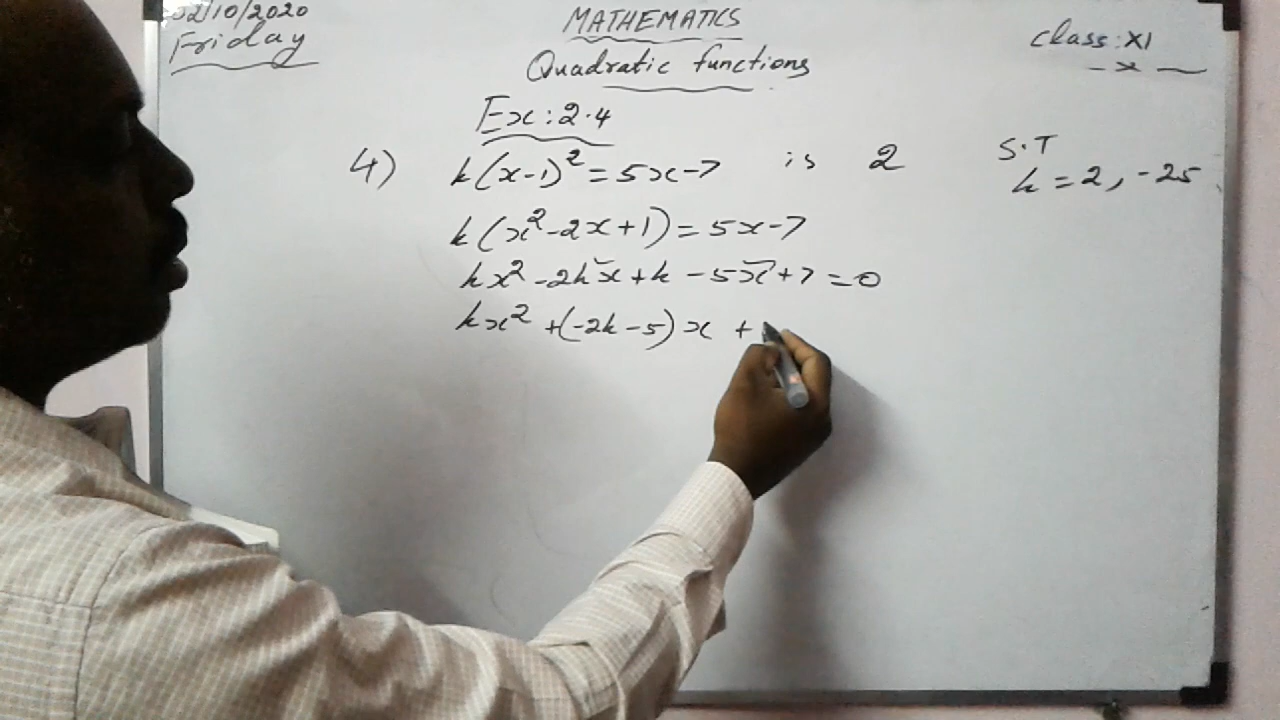 02/10/2020
Friday
MATHEMATICS
Quadratic functions
Class: XI
- x -
Ex: 2.4
4) k(x-1)² = 5x-7 is 2
S.T
k = 2, -25
k(x²-2x+1) = 5x-7
kx² -2kx + k - 5x + 7 = 0
kx² + (-2k-5)x +